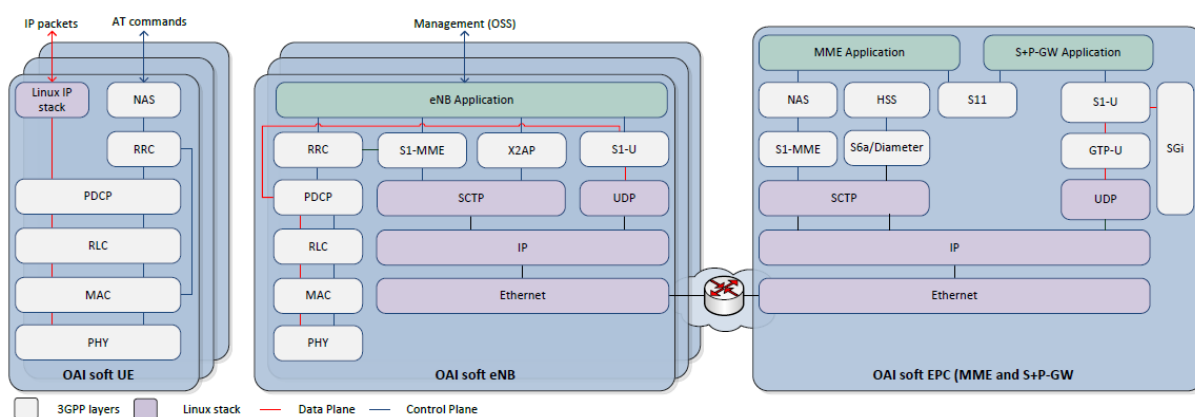 IP packets
AT commands
Management (OSS)
Linux IP
stack
NAS
RRC
PDCP
RLC
MAC
PHY
OAI soft UE
eNB Application
RRC
S1-MME
X2AP
S1-U
PDCP
SCTP
UDP
RLC
IP
MAC
Ethernet
PHY
OAI soft eNB
MME Application
S+P-GW Application
NAS
HSS
S11
S1-U
S1-MME
S6a/Diameter
GTP-U
SGi
SCTP
UDP
IP
Ethernet
OAI soft EPC (MME and S+P-GW
3GPP layers
Linux stack
Data Plane
Control Plane